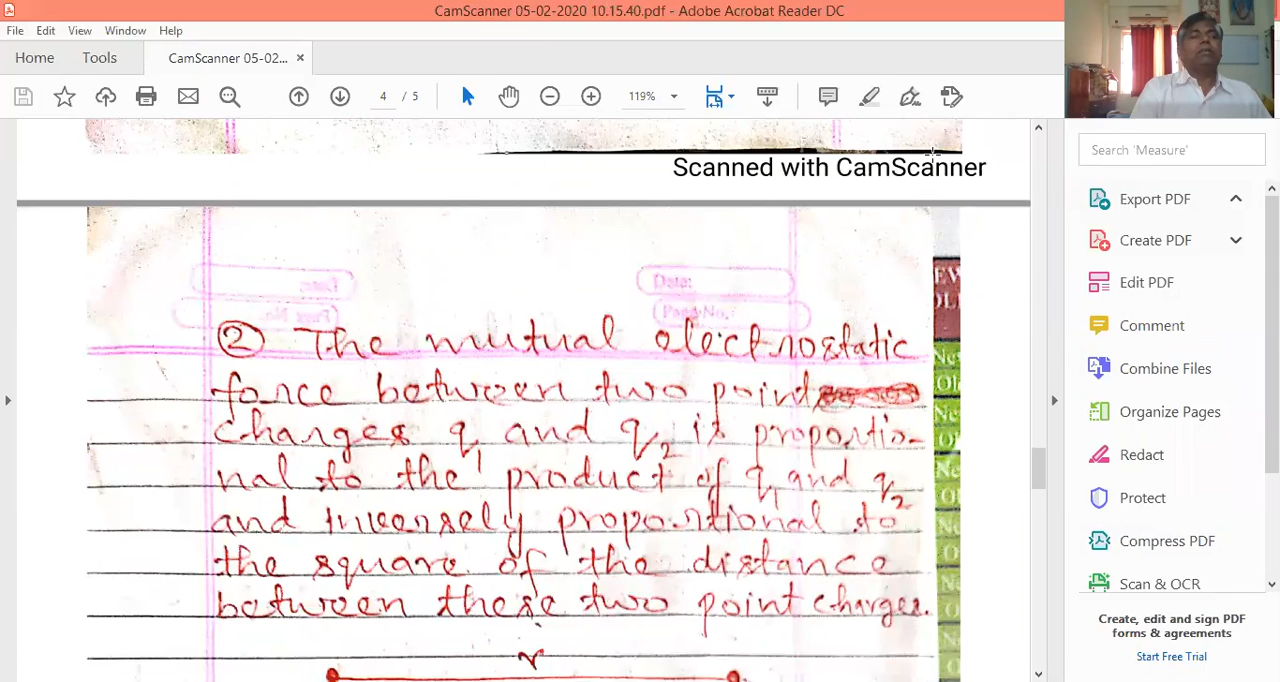 CamScanner 05-02-2020 10.15.40.pdf - Adobe Acrobat Reader DC
File Edit View Window Help
Home Tools CamScanner 05-02... ×
4 / 5 119%
Scanned with CamScanner
Date:
Page No.
② The mutual electrostatic
force between two point
charges q1 and q2 is proportio-
nal to the product of q1 and q2
and inversely proportional to
the square of the distance
between these two point charges.
r
Search 'Measure'
Export PDF
Create PDF
Edit PDF
Comment
Combine Files
Organize Pages
Redact
Protect
Compress PDF
Scan & OCR
Create, edit and sign PDF
forms & agreements
Start Free Trial